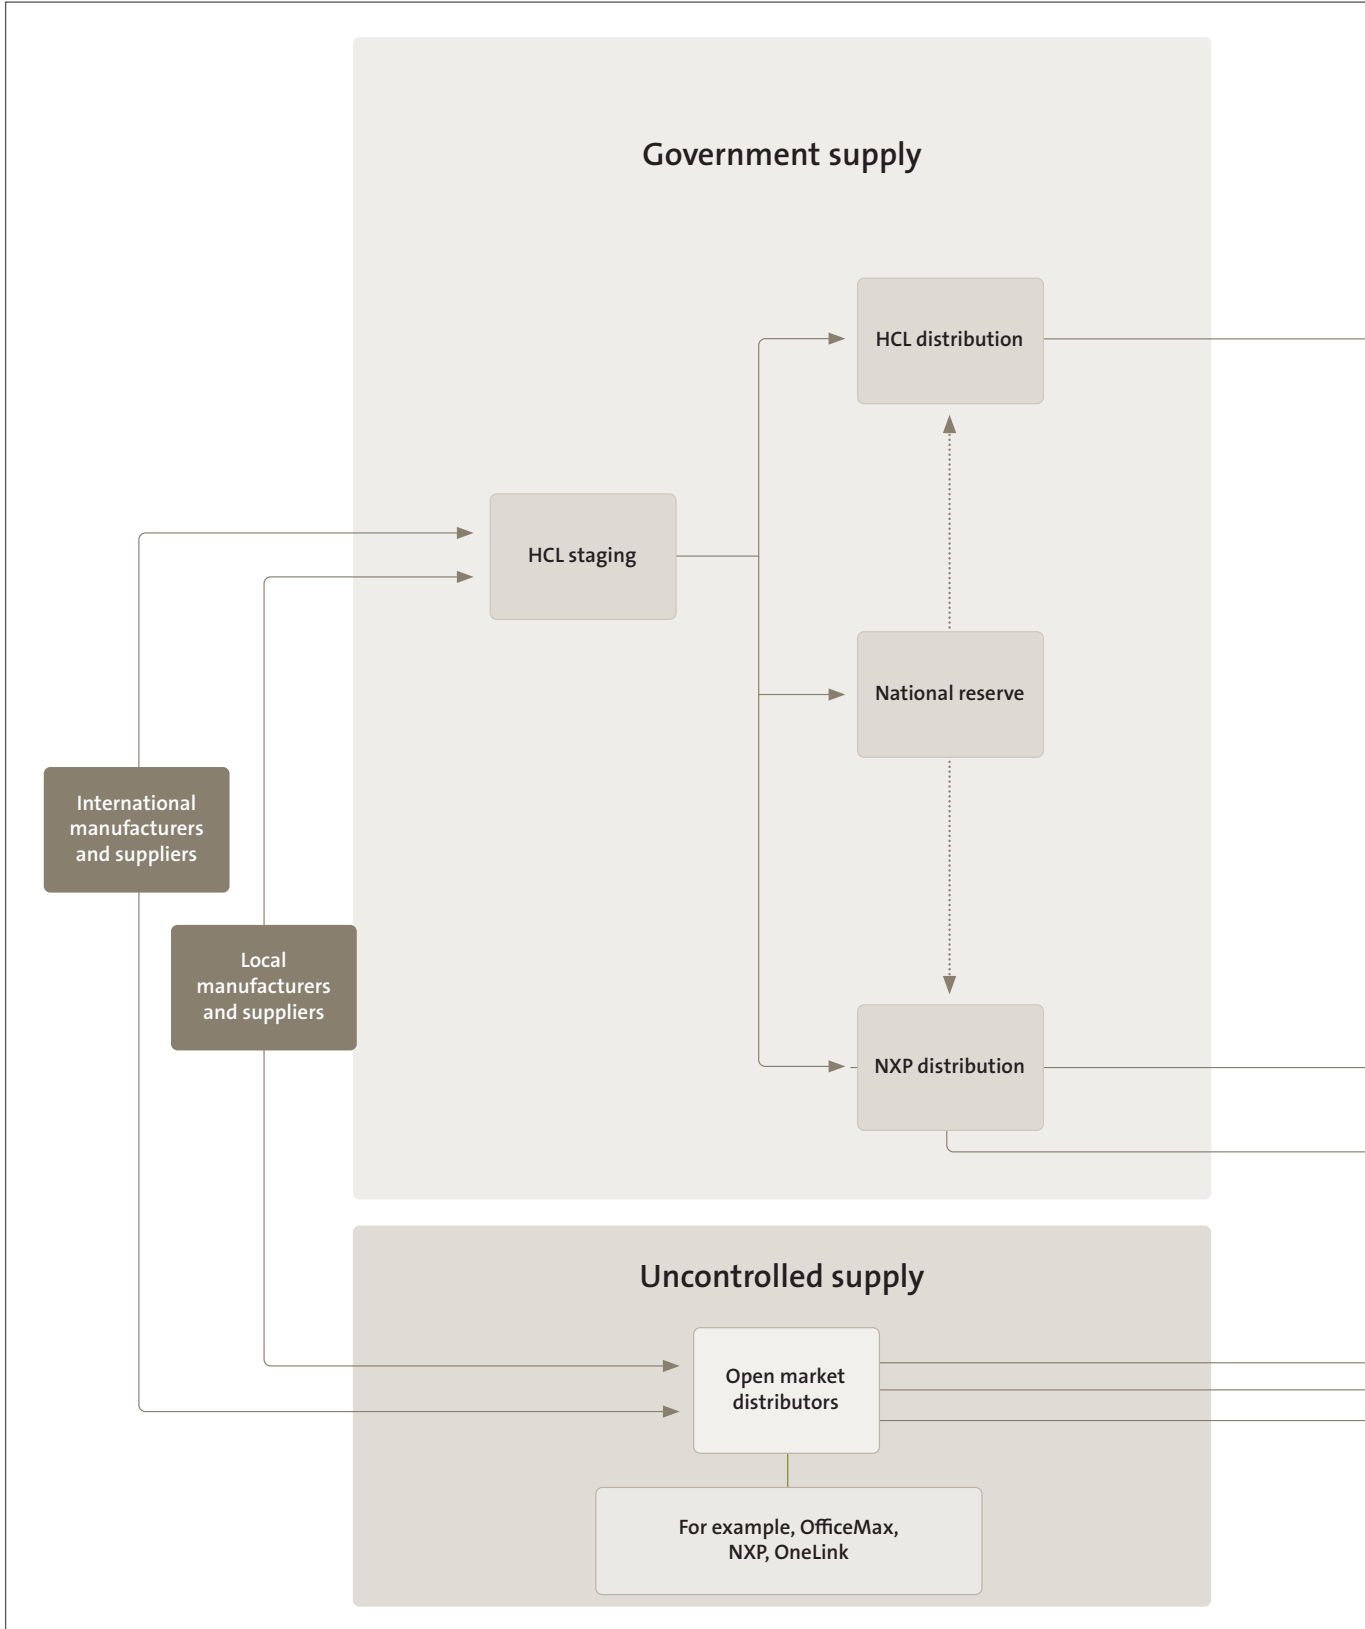 Government supply
HCL distribution
HCL staging
National reserve
International
manufacturers
and suppliers
Local
manufacturers
and suppliers
NXP distribution
Uncontrolled supply
Open market
distributors
For example, OfficeMax,
NXP, OneLink